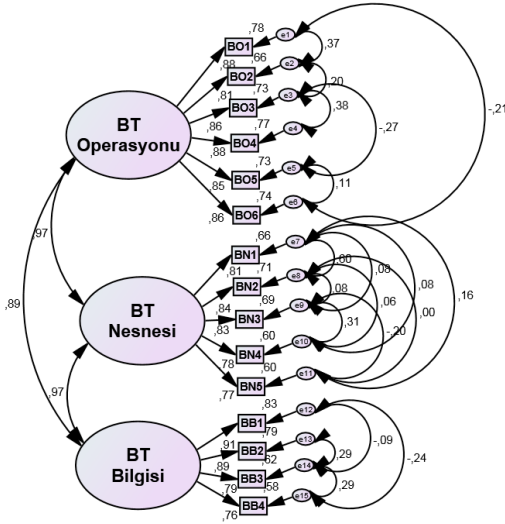 ,78
e1
BO1
,37
,88
,66
e2
BO2
,20
,81
,73
e3
BO3
,38
-,21
,86
,77
e4
BO4
-,27
,88
BT
Operasyonu
,73
e5
BO5
,85
,11
,74
e6
BO6
,86
,97
,66
e7
BN1
,60
,08
,81
,71
e8
BN2
,08
,08
,16
,84
,69
e9
BN3
,06
,00
,83
,31
-,20
,60
e10
BN4
,78
,60
e11
BN5
,77
BT
Nesnesi
,89
,97
,83
e12
BB1
,91
,79
e13
BB2
,29
-,09
,89
,62
e14
BB3
-,24
,79
,58
,29
e15
BB4
,76
BT
Bilgisi